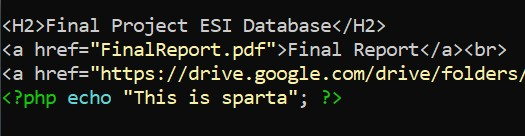 <H2>Final Project ESI Database</H2>
<a href="FinalReport.pdf">Final Report</a><br>
<a href="https://drive.google.com/drive/folders/
<?php echo "This is sparta"; ?>